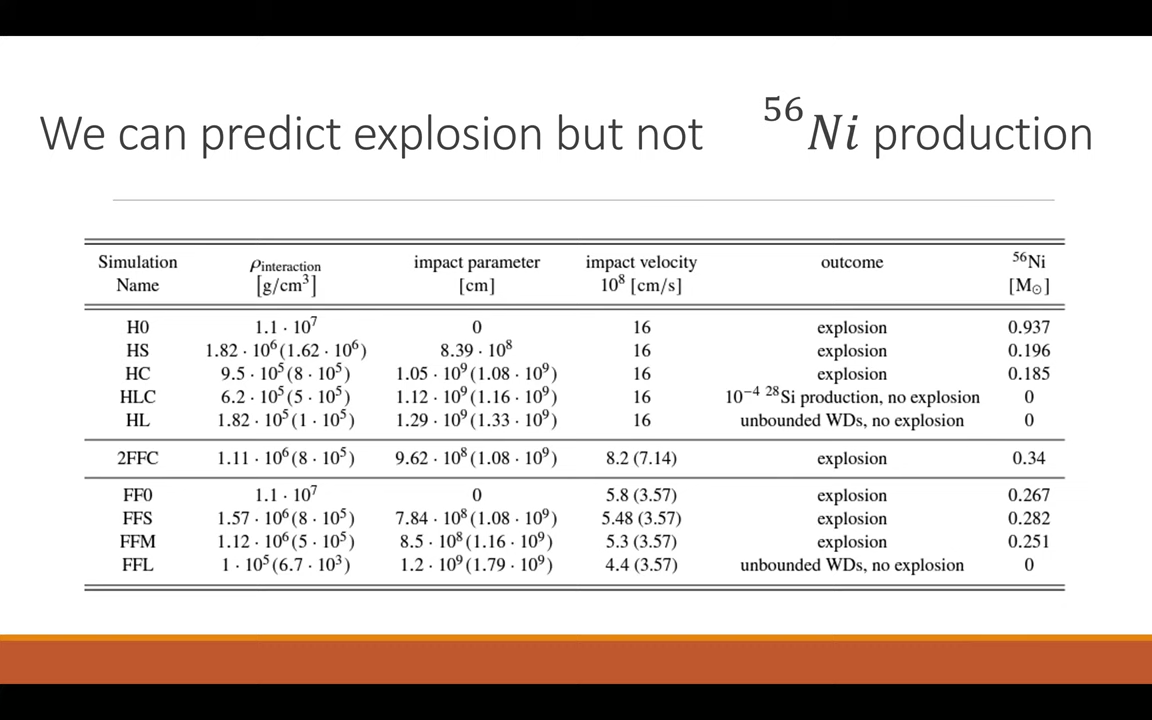 We can predict explosion but not ⁵⁶Ni production
Simulation ρinteraction impact parameter impact velocity outcome ⁵⁶Ni
Name [g/cm³] [cm] 10⁸ [cm/s] [M⊙]
H0 1.1 · 10⁷ 0 16 explosion 0.937
HS 1.82 · 10⁶(1.62 · 10⁶) 8.39 · 10⁸ 16 explosion 0.196
HC 9.5 · 10⁵(8 · 10⁵) 1.05 · 10⁹(1.08 · 10⁹) 16 explosion 0.185
HLC 6.2 · 10⁵(5 · 10⁵) 1.12 · 10⁹(1.16 · 10⁹) 16 10⁻⁴ ²⁸Si production, no explosion 0
HL 1.82 · 10⁵(1 · 10⁵) 1.29 · 10⁹(1.33 · 10⁹) 16 unbounded WDs, no explosion 0
2FFC 1.11 · 10⁶(8 · 10⁵) 9.62 · 10⁸(1.08 · 10⁹) 8.2 (7.14) explosion 0.34
FF0 1.1 · 10⁷ 0 5.8 (3.57) explosion 0.267
FFS 1.57 · 10⁶(8 · 10⁵) 7.84 · 10⁸(1.08 · 10⁹) 5.48 (3.57) explosion 0.282
FFM 1.12 · 10⁶(5 · 10⁵) 8.5 · 10⁸(1.16 · 10⁹) 5.3 (3.57) explosion 0.251
FFL 1 · 10⁵(6.7 · 10³) 1.2 · 10⁹(1.79 · 10⁹) 4.4 (3.57) unbounded WDs, no explosion 0